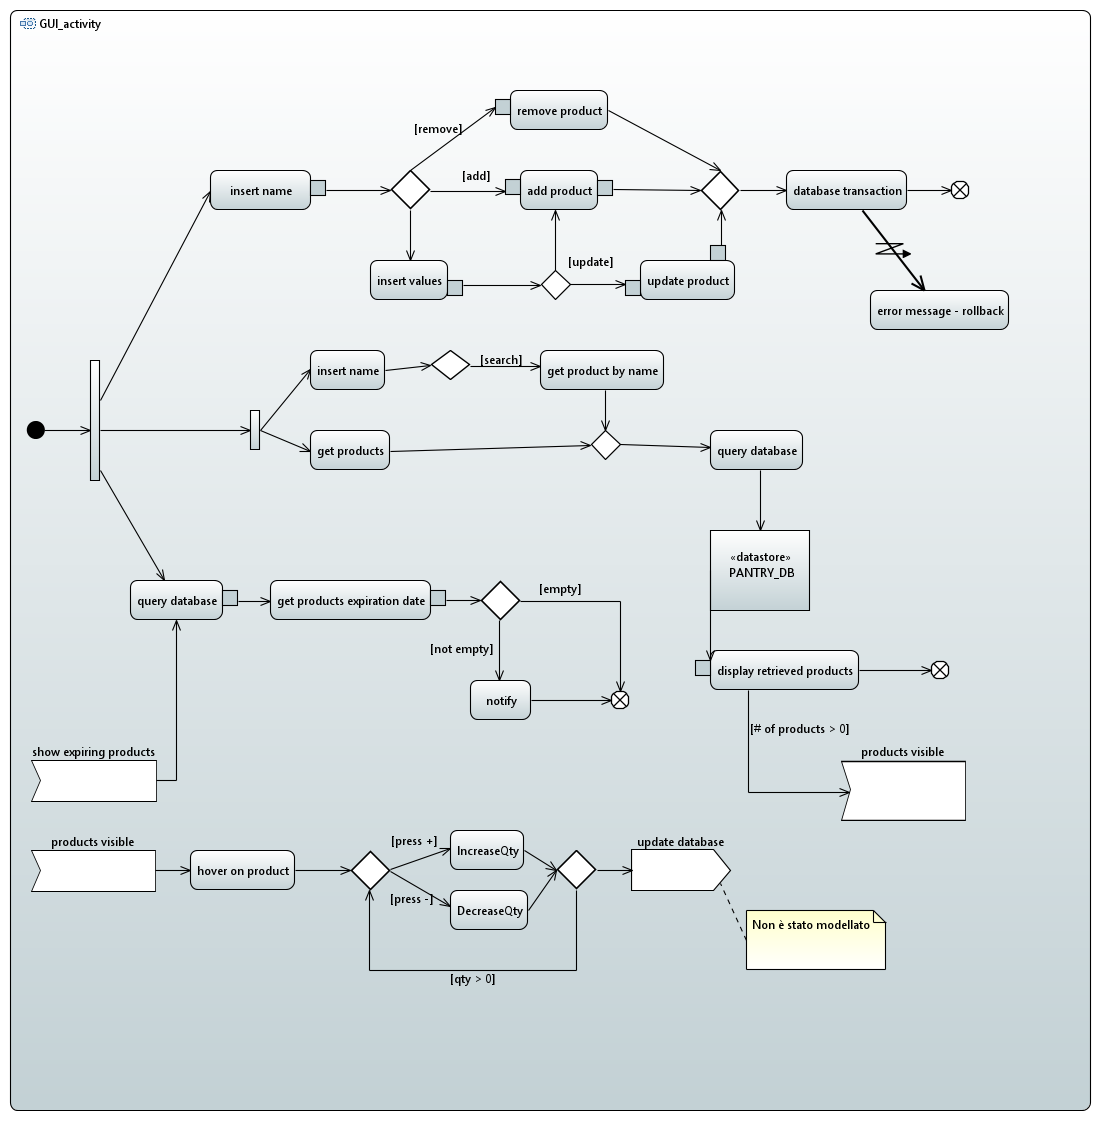 GUI_activity
remove product
[remove]
insert name
[add]
add product
database transaction
insert values
[update]
update product
error message - rollback
insert name
[search]
get product by name
get products
query database
«datastore»
PANTRY_DB
query database
get products expiration date
[empty]
[not empty]
notify
display retrieved products
[# of products > 0]
show expiring products
products visible
products visible
hover on product
[press +]
IncreaseQty
[press -]
DecreaseQty
update database
Non è stato modellato
[qty > 0]